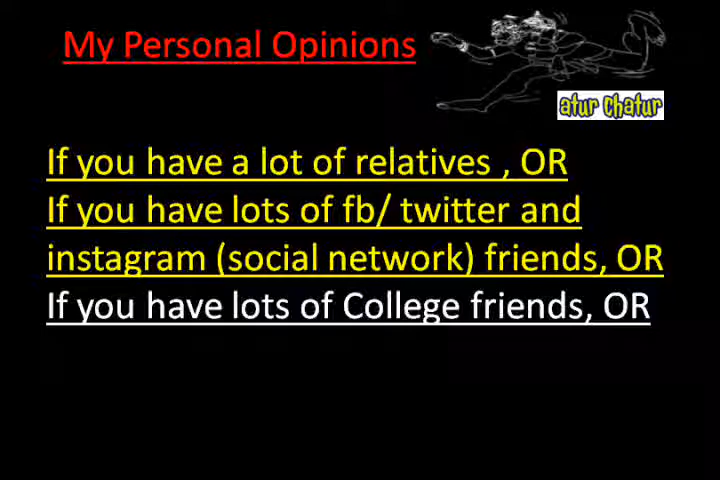 My Personal Opinions
atur chatur
If you have a lot of relatives , OR
If you have lots of fb/ twitter and
instagram (social network) friends, OR
If you have lots of College friends, OR